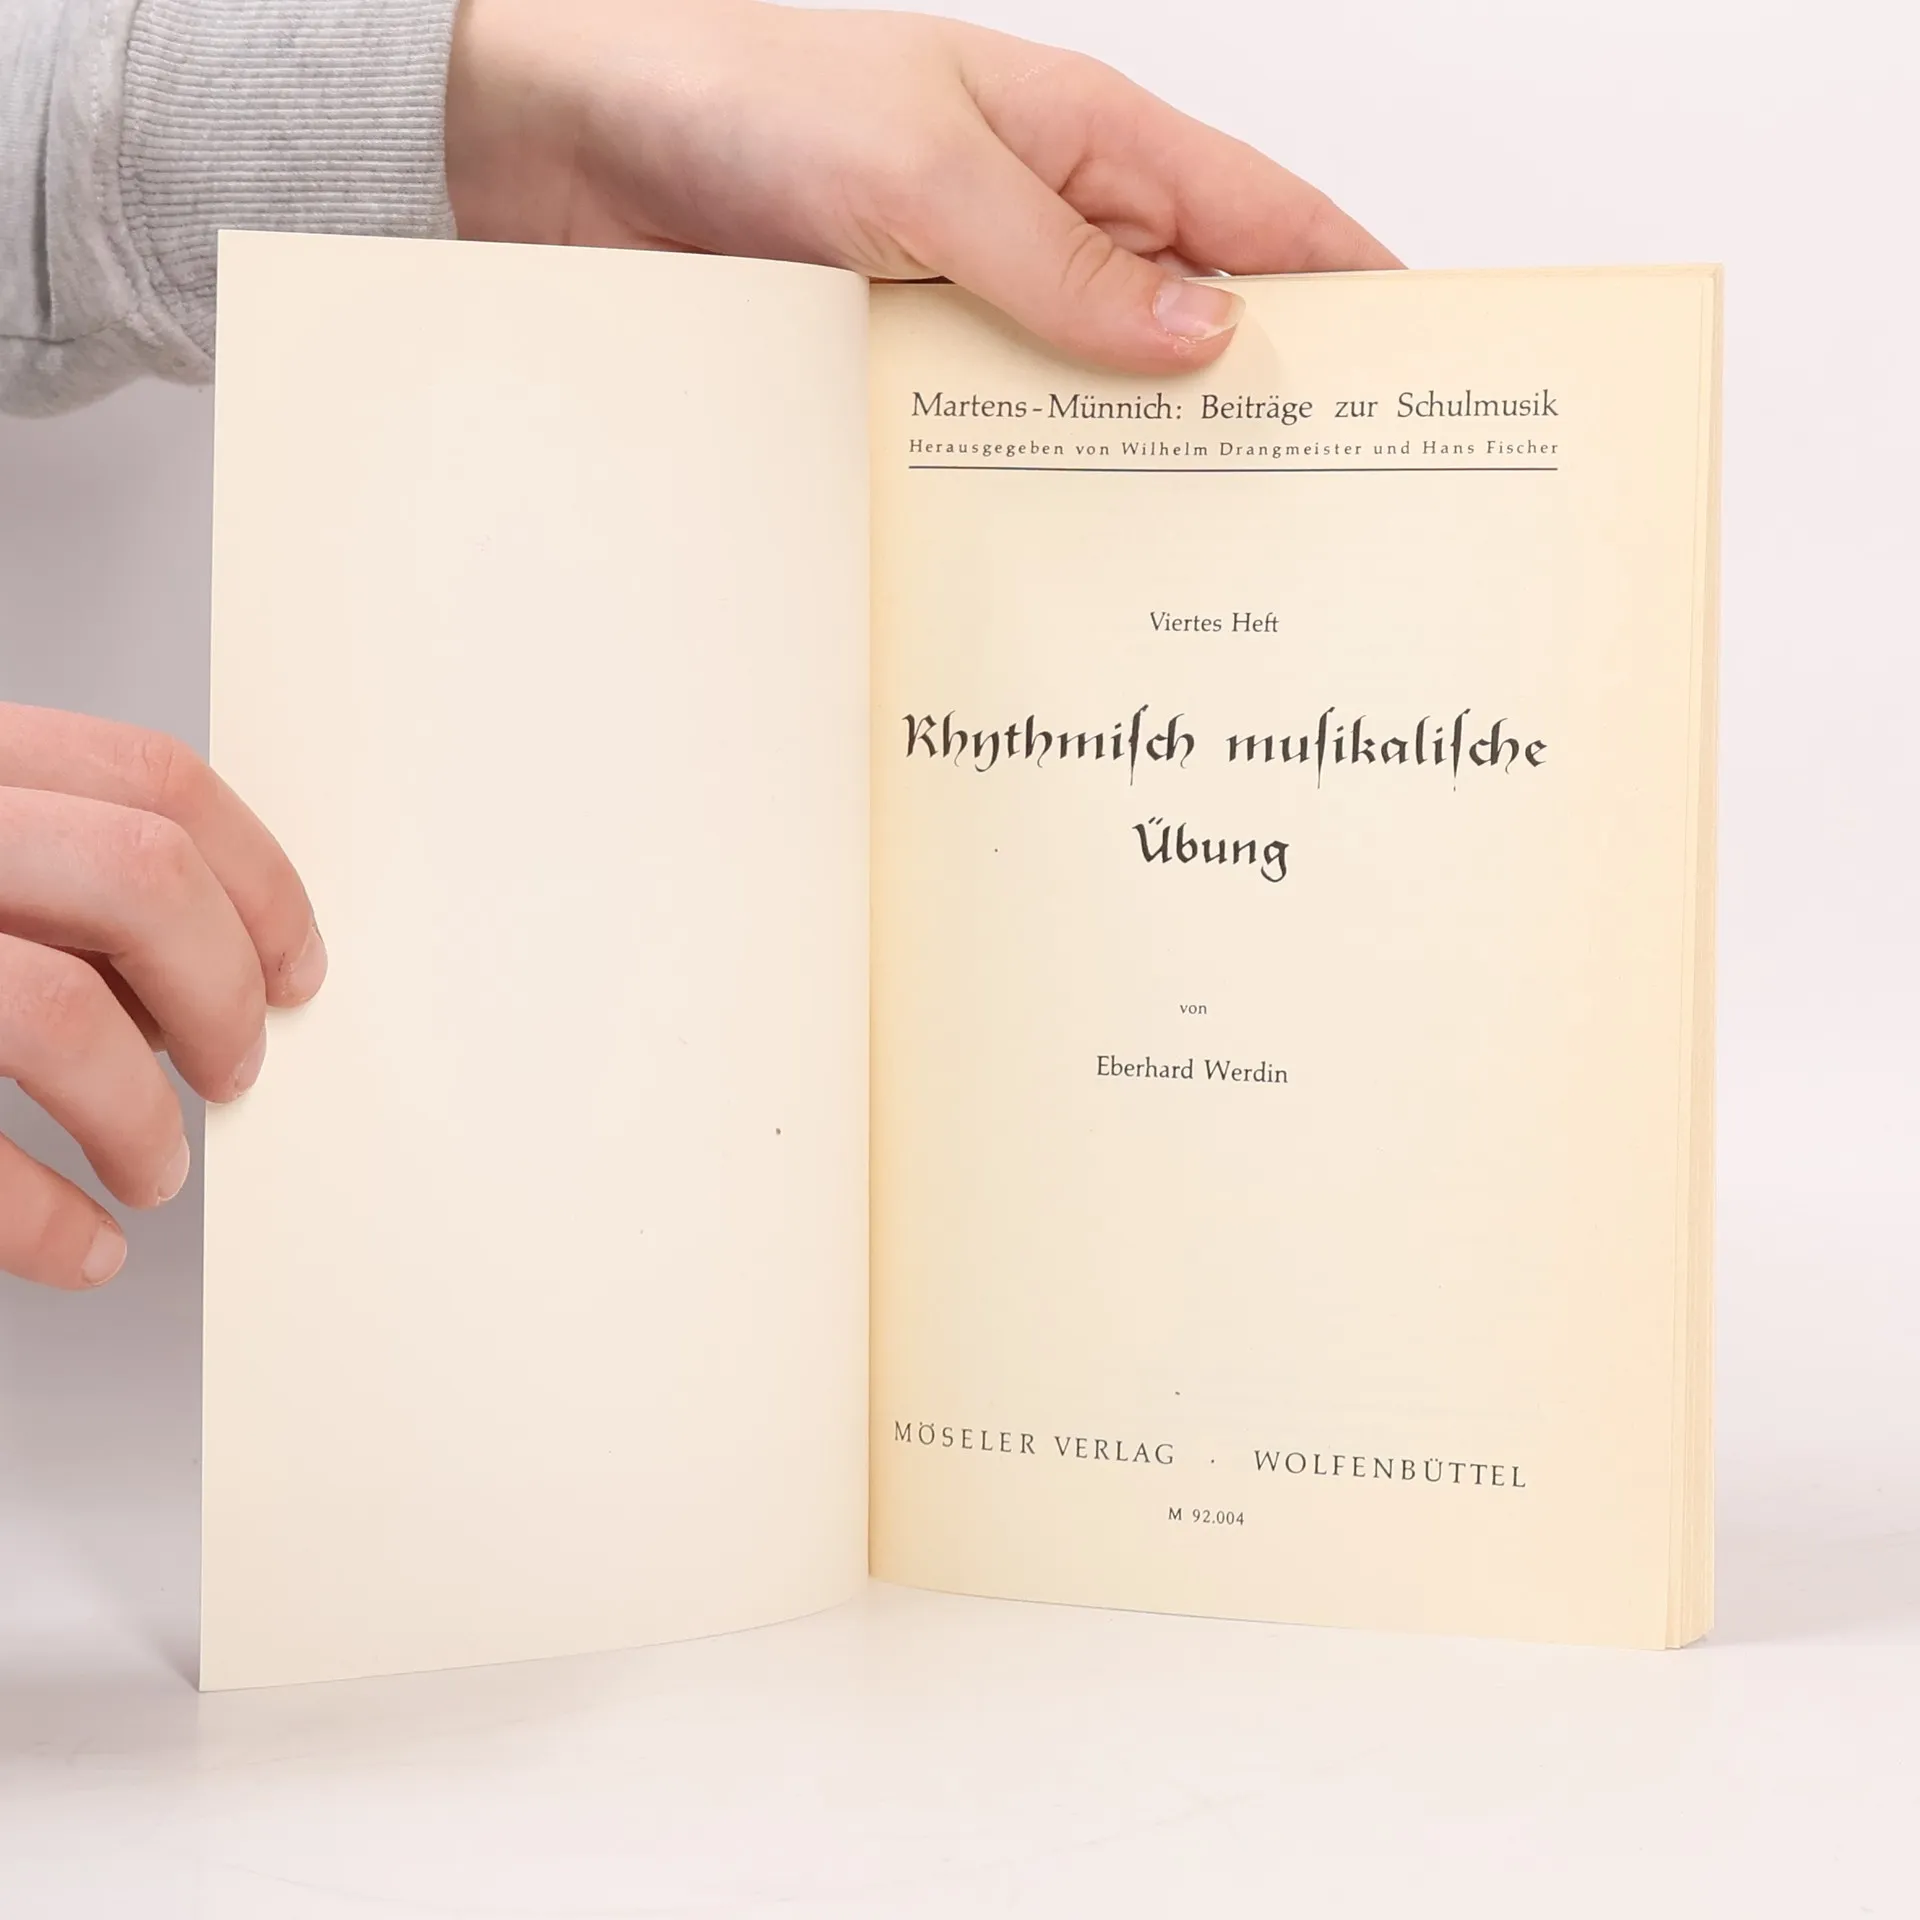 Martens-Münnich: Beiträge zur Schulmusik
Herausgegeben von Wilhelm Drangmeister und Hans Fischer
Viertes Heft
Rhythmiſch muſikaliſche
Übung
von
Eberhard Werdin
MÖSELER VERLAG · WOLFENBÜTTEL
M 92.004